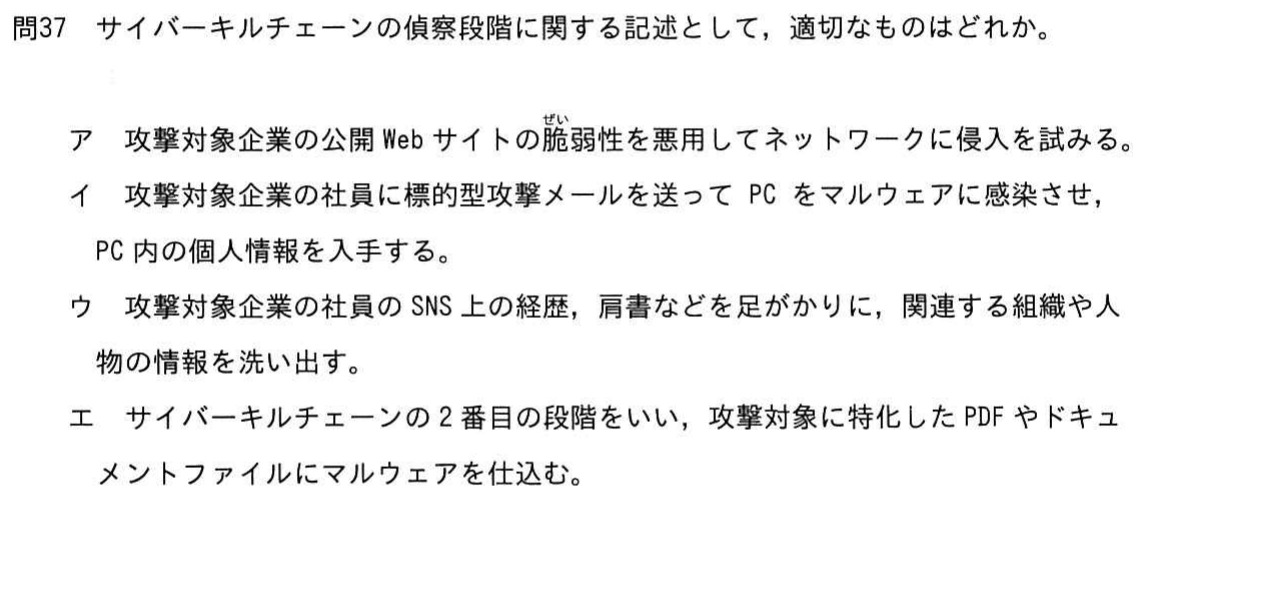 問37　サイバーキルチェーンの偵察段階に関する記述として，適切なものはどれか。
ぜい
ア　攻撃対象企業の公開 Web サイトの脆弱性を悪用してネットワークに侵入を試みる。
イ　攻撃対象企業の社員に標的型攻撃メールを送って PC をマルウェアに感染させ，
PC 内の個人情報を入手する。
ウ　攻撃対象企業の社員の SNS 上の経歴，肩書などを足がかりに，関連する組織や人
物の情報を洗い出す。
エ　サイバーキルチェーンの 2 番目の段階をいい，攻撃対象に特化した PDF やドキュ
メントファイルにマルウェアを仕込む。